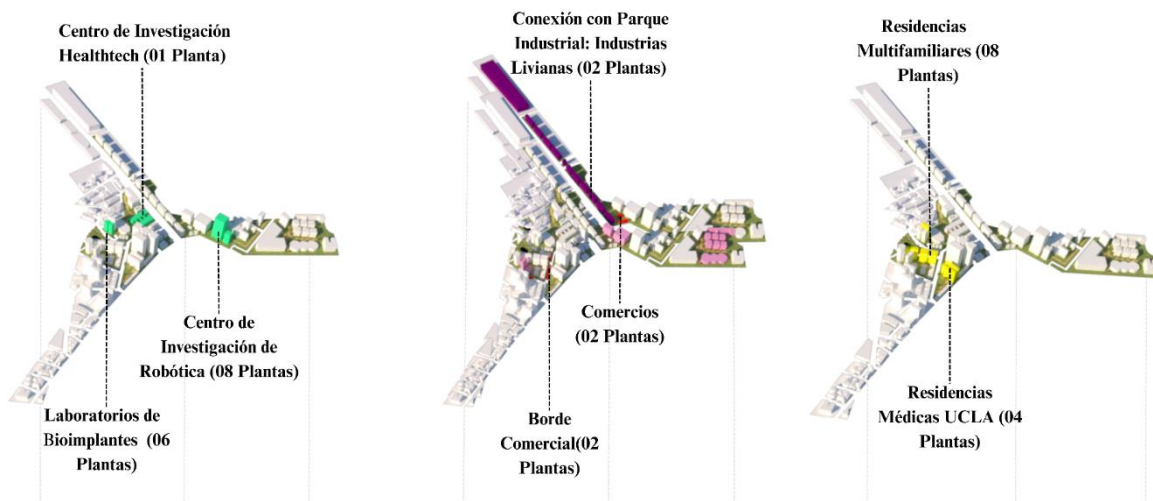 Centro de Investigación
Healthtech (01 Planta)
Centro de
Investigación de
Robótica (08 Plantas)
Laboratorios de
Bioimplantes (06
Plantas)
Conexión con Parque
Industrial: Industrias
Livianas (02 Plantas)
Comercios
(02 Plantas)
Borde
Comercial(02
Plantas)
Residencias
Multifamiliares (08
Plantas)
Residencias
Médicas UCLA (04
Plantas)